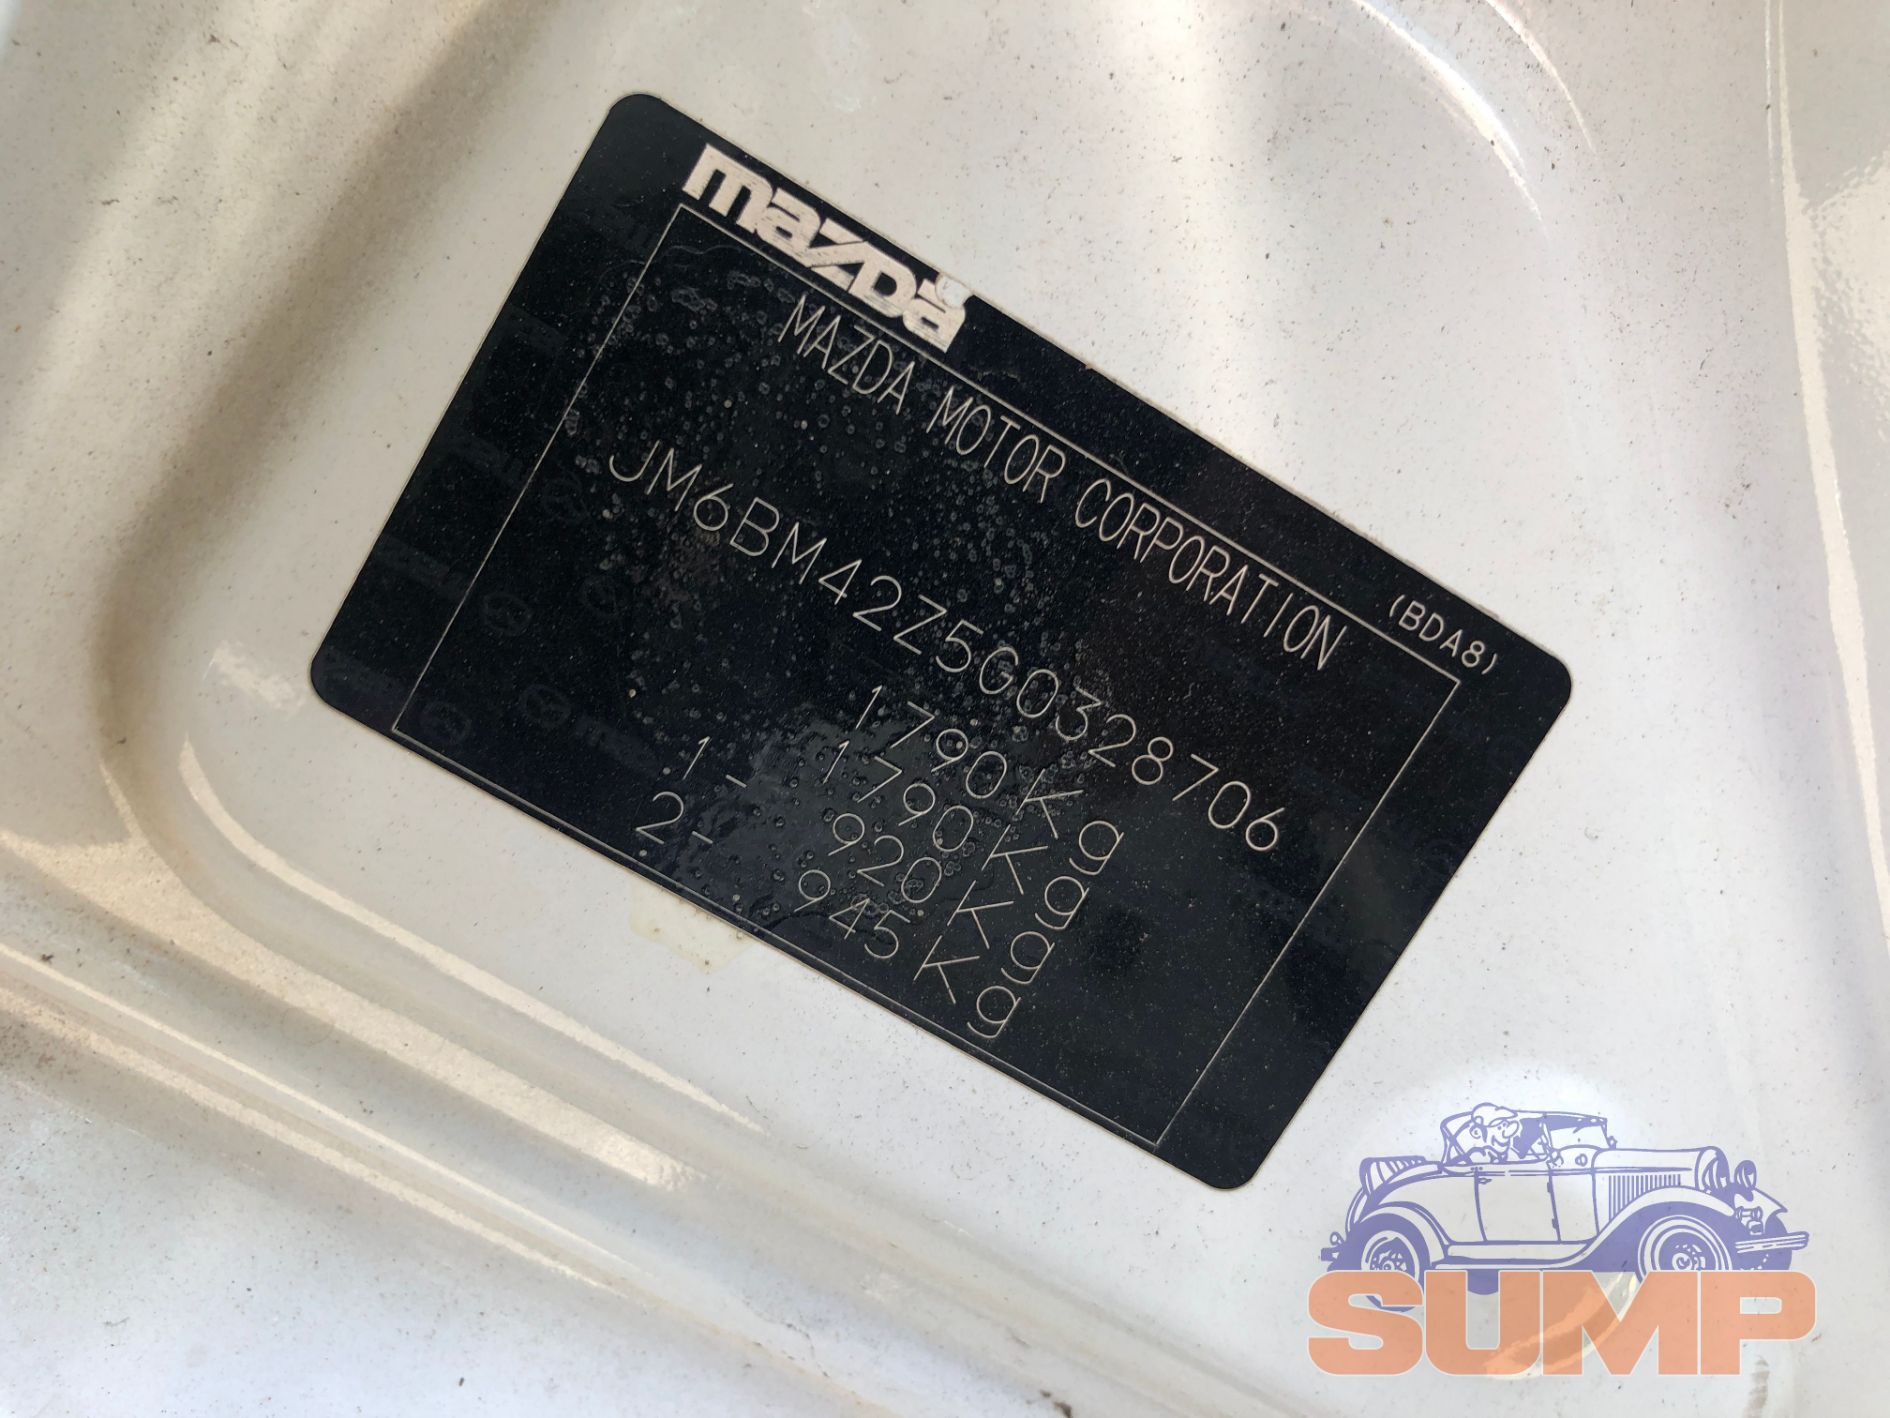 mazda
(BDA8)
MAZDA MOTOR CORPORATION
JM6BM42Z5G0328706
1790Kg
1790Kg
1- 920Kg
2- 945Kg
SUMP